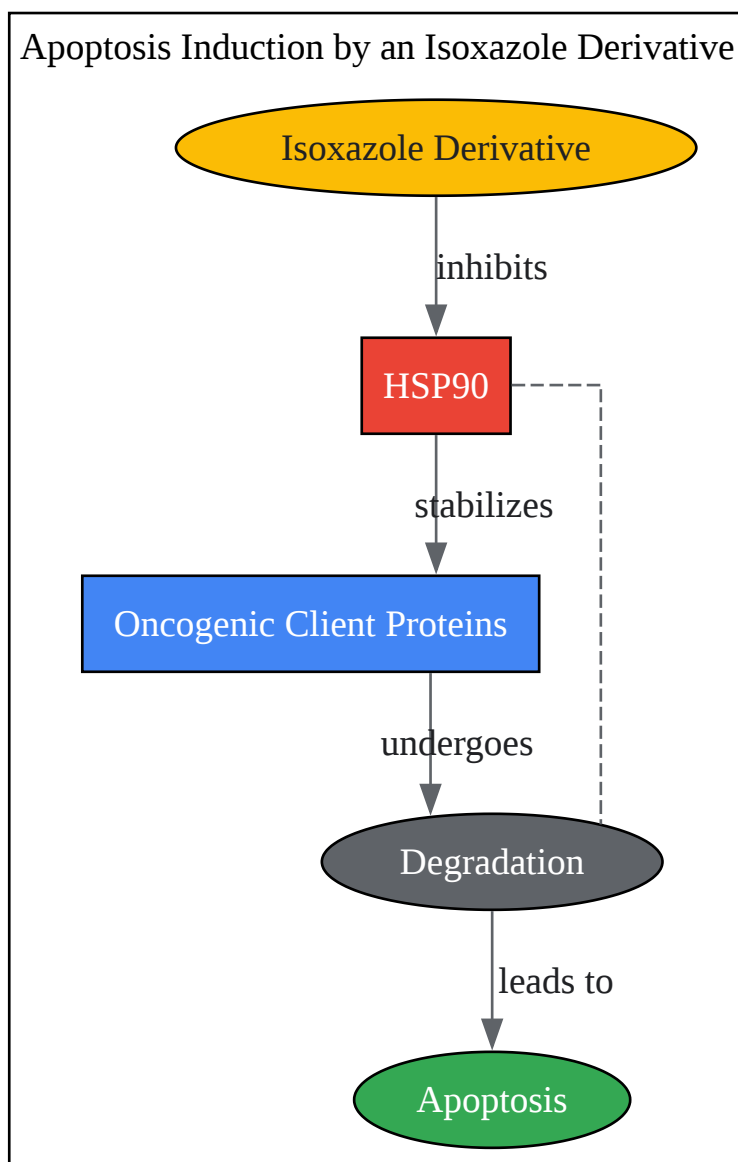 Apoptosis Induction by an Isoxazole Derivative
Isoxazole Derivative
inhibits
HSP90
stabilizes
Oncogenic Client Proteins
undergoes
Degradation
leads to
Apoptosis